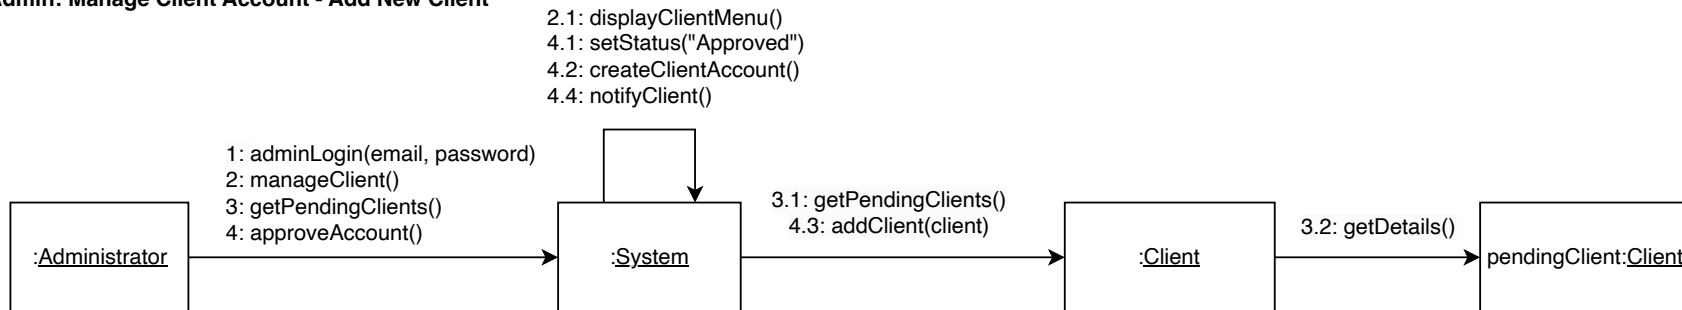 Admin: Manage Client Account - Add New Client
2.1: displayClientMenu()
4.1: setStatus("Approved")
4.2: createClientAccount()
4.4: notifyClient()
1: adminLogin(email, password)
2: manageClient()
3: getPendingClients()
4: approveAccount()
3.1: getPendingClients()
4.3: addClient(client)
3.2: getDetails()
:Administrator
:System
:Client
pendingClient:Client